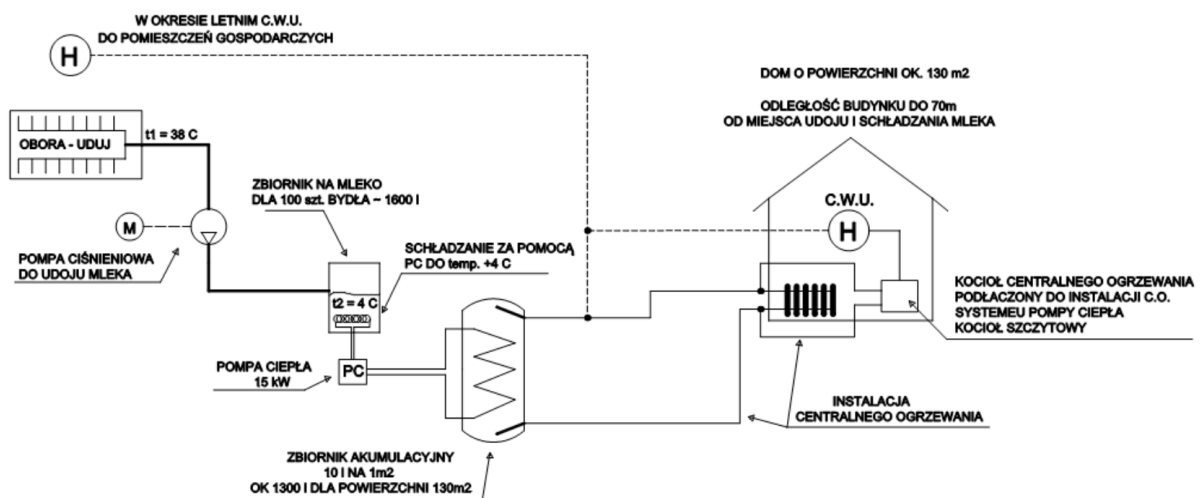 W OKRESIE LETNIM C.W.U.
DO POMIESZCZEŃ GOSPODARCZYCH
H
OBORA - UDUJ
t1 = 38 C
M
POMPA CIŚNIENIOWA
DO UDOJU MLEKA
ZBIORNIK NA MLEKO
DLA 100 szt. BYDŁA ~ 1600 l
t2 = 4 C
SCHŁADZANIE ZA POMOCĄ
PC DO temp. +4 C
POMPA CIEPŁA
15 kW
PC
ZBIORNIK AKUMULACYJNY
10 l NA 1m2
OK 1300 l DLA POWIERZCHNI 130m2
DOM O POWIERZCHNI OK. 130 m2
ODLEGŁOŚĆ BUDYNKU DO 70m
OD MIEJSCA UDOJU I SCHŁADZANIA MLEKA
C.W.U.
H
KOCIOŁ CENTRALNEGO OGRZEWANIA
PODŁACZONY DO INSTALACJI C.O.
SYSTEMEU POMPY CIEPŁA
KOCIOŁ SZCZYTOWY
INSTALACJA
CENTRALNEGO OGRZEWANIA